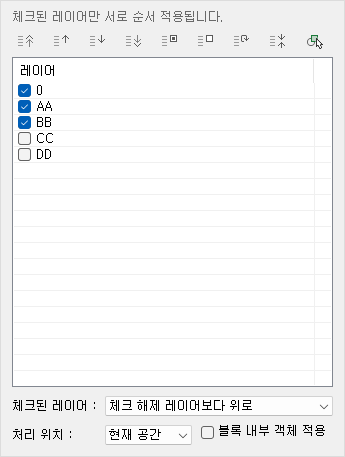 체크된 레이어만 서로 순서 적용됩니다.
레이어
0
AA
BB
CC
DD
체크된 레이어 : 체크 해제 레이어보다 위로
처리 위치 : 현재 공간 블록 내부 객체 적용